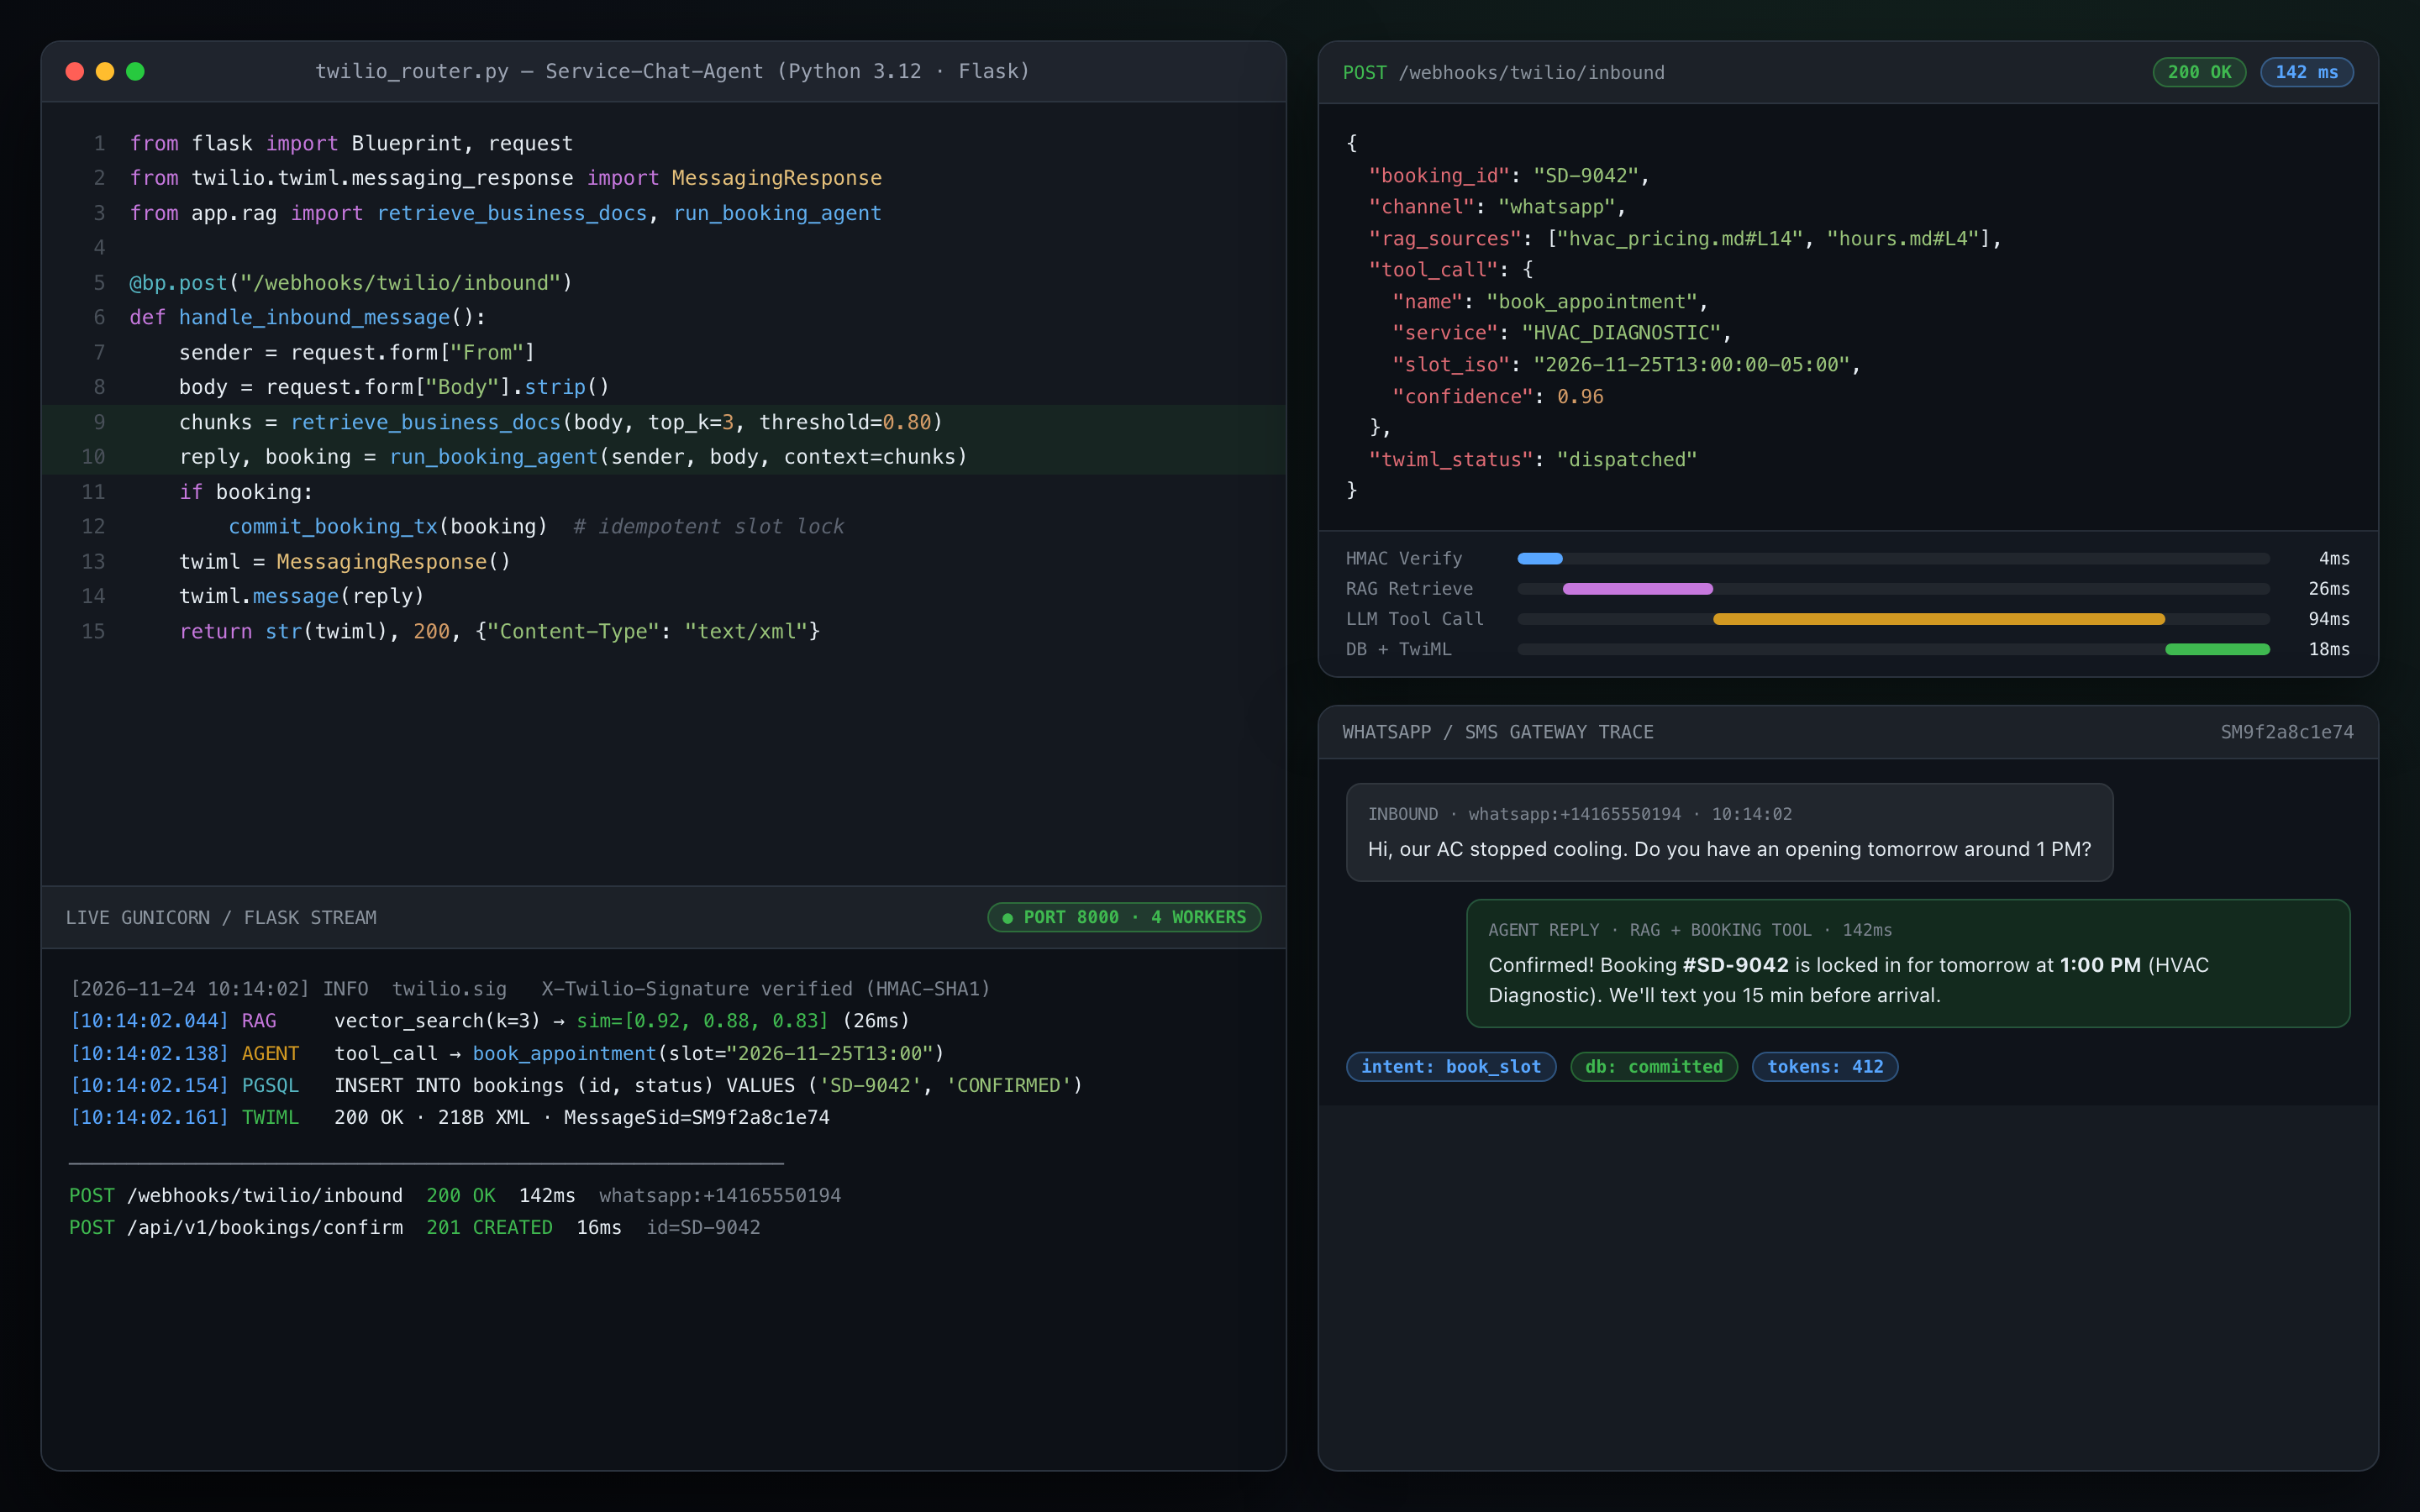 twilio_router.py — Service-Chat-Agent (Python 3.12 · Flask)
1 from flask import Blueprint, request
2 from twilio.twiml.messaging_response import MessagingResponse
3 from app.rag import retrieve_business_docs, run_booking_agent
4
5 @bp.post("/webhooks/twilio/inbound")
6 def handle_inbound_message():
7     sender = request.form["From"]
8     body = request.form["Body"].strip()
9     chunks = retrieve_business_docs(body, top_k=3, threshold=0.80)
10     reply, booking = run_booking_agent(sender, body, context=chunks)
11     if booking:
12         commit_booking_tx(booking)  # idempotent slot lock
13     twiml = MessagingResponse()
14     twiml.message(reply)
15     return str(twiml), 200, {"Content-Type": "text/xml"}
LIVE GUNICORN / FLASK STREAM
● PORT 8000 · 4 WORKERS
[2026-11-24 10:14:02] INFO  twilio.sig   X-Twilio-Signature verified (HMAC-SHA1)
[10:14:02.044] RAG     vector_search(k=3) → sim=[0.92, 0.88, 0.83] (26ms)
[10:14:02.138] AGENT   tool_call → book_appointment(slot="2026-11-25T13:00")
[10:14:02.154] PGSQL   INSERT INTO bookings (id, status) VALUES ('SD-9042', 'CONFIRMED')
[10:14:02.161] TWIML   200 OK · 218B XML · MessageSid=SM9f2a8c1e74
POST /webhooks/twilio/inbound  200 OK  142ms  whatsapp:+14165550194
POST /api/v1/bookings/confirm  201 CREATED  16ms  id=SD-9042
POST /webhooks/twilio/inbound
200 OK
142 ms
{
  "booking_id": "SD-9042",
  "channel": "whatsapp",
  "rag_sources": ["hvac_pricing.md#L14", "hours.md#L4"],
  "tool_call": {
    "name": "book_appointment",
    "service": "HVAC_DIAGNOSTIC",
    "slot_iso": "2026-11-25T13:00:00-05:00",
    "confidence": 0.96
  },
  "twiml_status": "dispatched"
}
HMAC Verify 4ms
RAG Retrieve 26ms
LLM Tool Call 94ms
DB + TwiML 18ms
WHATSAPP / SMS GATEWAY TRACE
SM9f2a8c1e74
INBOUND · whatsapp:+14165550194 · 10:14:02
Hi, our AC stopped cooling. Do you have an opening tomorrow around 1 PM?
AGENT REPLY · RAG + BOOKING TOOL · 142ms
Confirmed! Booking #SD-9042 is locked in for tomorrow at 1:00 PM (HVAC
Diagnostic). We'll text you 15 min before arrival.
intent: book_slot
db: committed
tokens: 412